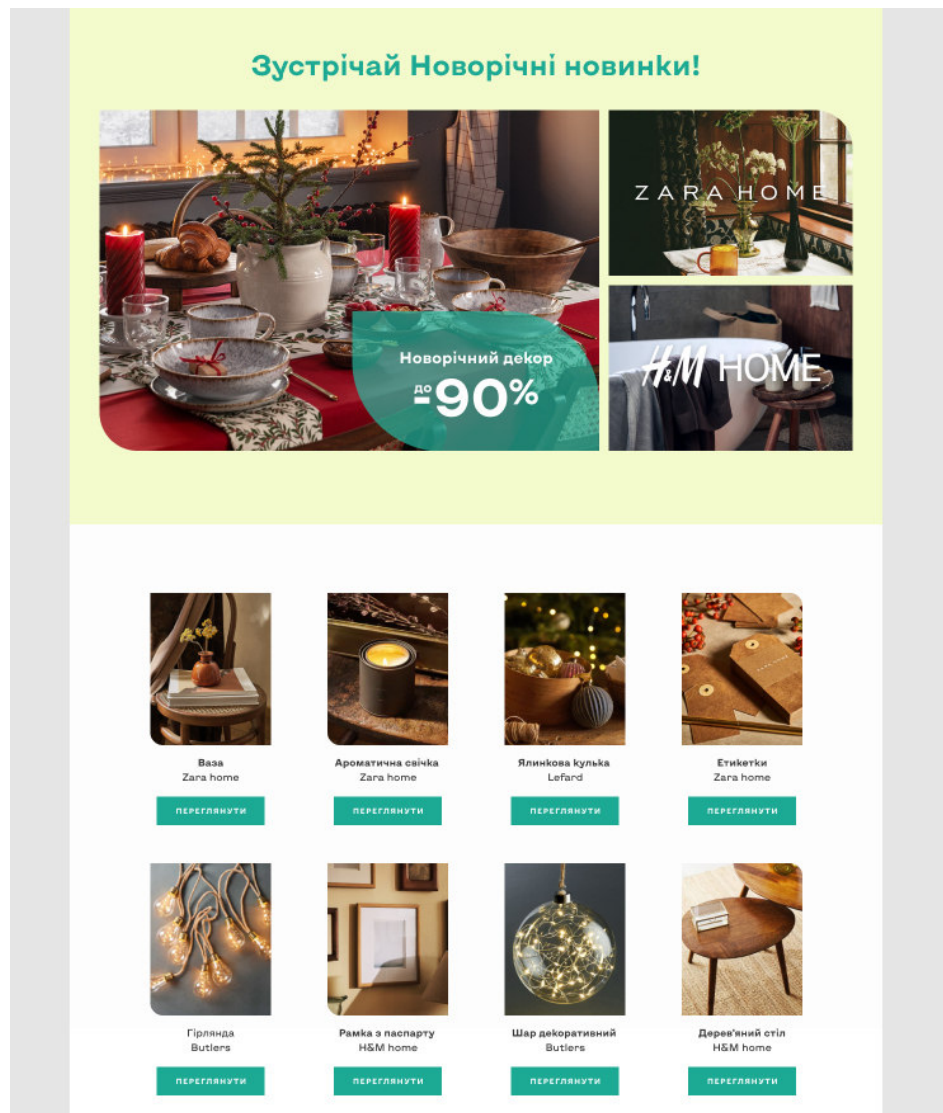 Зустрічай Новорічні новинки!
ZARA HOME
Новорічний декор
до
-90%
H&M HOME
Ваза
Zara home
ПЕРЕГЛЯНУТИ
Ароматична свічка
Zara home
ПЕРЕГЛЯНУТИ
Ялинкова кулька
Lefard
ПЕРЕГЛЯНУТИ
Етикетки
Zara home
ПЕРЕГЛЯНУТИ
Гірлянда
Butlers
ПЕРЕГЛЯНУТИ
Рамка з паспарту
H&M home
ПЕРЕГЛЯНУТИ
Шар декоративний
Butlers
ПЕРЕГЛЯНУТИ
Дерев'яний стіл
H&M home
ПЕРЕГЛЯНУТИ